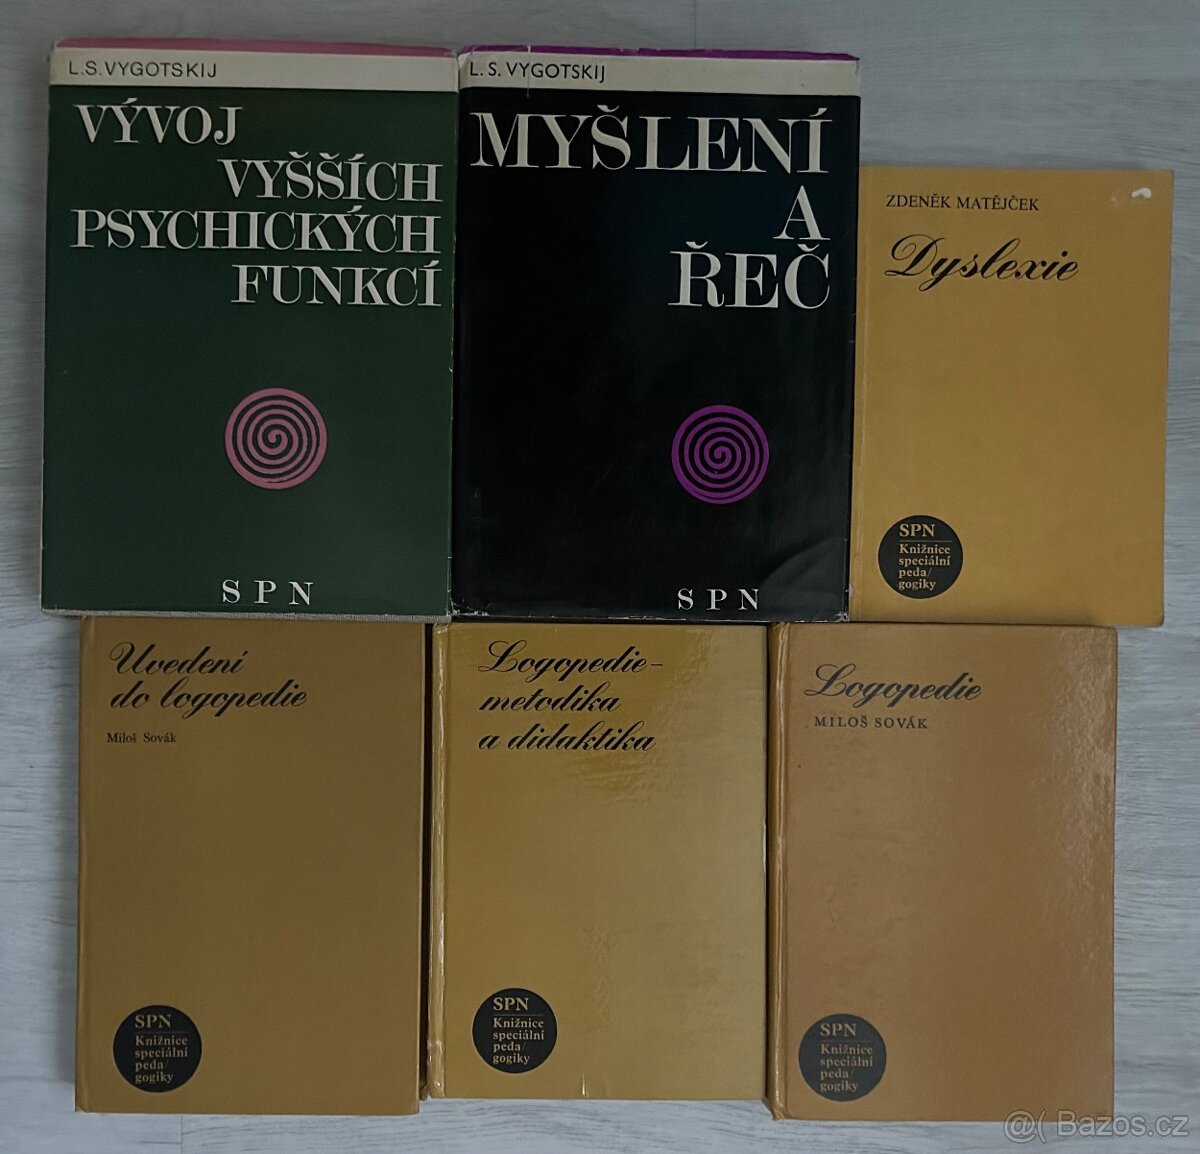 L.S.VYGOTSKIJ
VÝVOJ
VYŠŠÍCH
PSYCHICKÝCH
FUNKCÍ
SPN
L.S.VYGOTSKIJ
MYŠLENÍ
A
ŘEČ
SPN
ZDENĚK MATĚJČEK
Dyslexie
SPN
Knižnice
speciální
peda/
gogiky
Uvedení
do logopedie
Miloš Sovák
SPN
Knižnice
speciální
peda/
gogiky
Logopedie-
metodika
a didaktika
SPN
Knižnice
speciální
peda/
gogiky
Logopedie
MILOŠ SOVÁK
SPN
Knižnice
speciální
peda/
gogiky
@( Bazos.cz